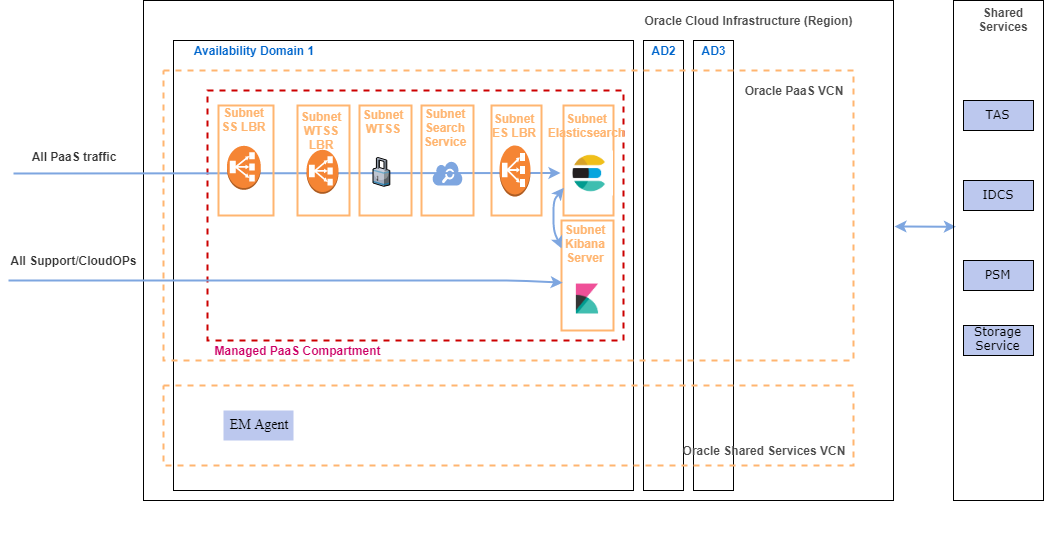 Oracle Cloud Infrastructure (Region)
Shared
Services
Availability Domain 1
AD2
AD3
Oracle PaaS VCN
Subnet
SS LBR
Subnet
WTSS
LBR
Subnet
WTSS
Subnet
Search
Service
Subnet
ES LBR
Subnet
Elasticsearch
TAS
All PaaS traffic
IDCS
Subnet
Kibana
Server
All Support/CloudOPs
PSM
Storage
Service
Managed PaaS Compartment
EM Agent
Oracle Shared Services VCN